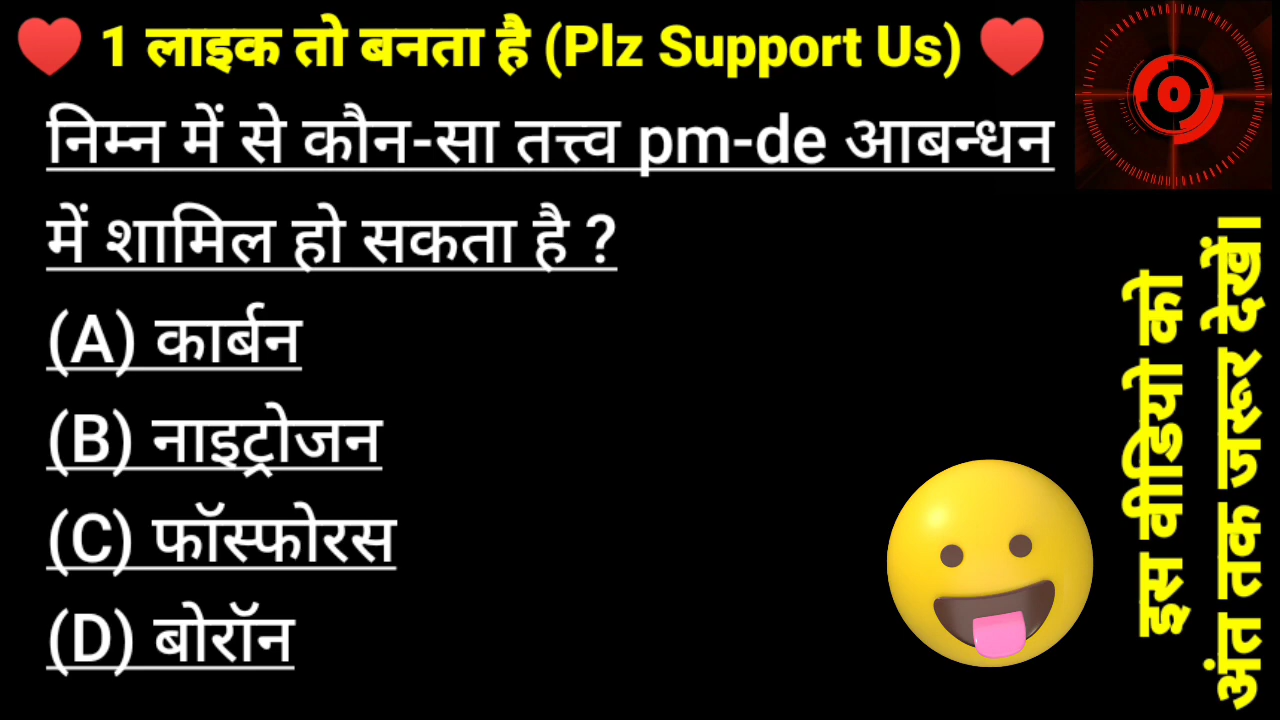 1 लाइक तो बनता है (Plz Support Us)
निम्न में से कौन-सा तत्त्व pm-de आबन्धन
में शामिल हो सकता है ?
(A) कार्बन
(B) नाइट्रोजन
(C) फॉस्फोरस
(D) बोरॉन
O
इस वीडियो को
अंत तक जरूर देखें।